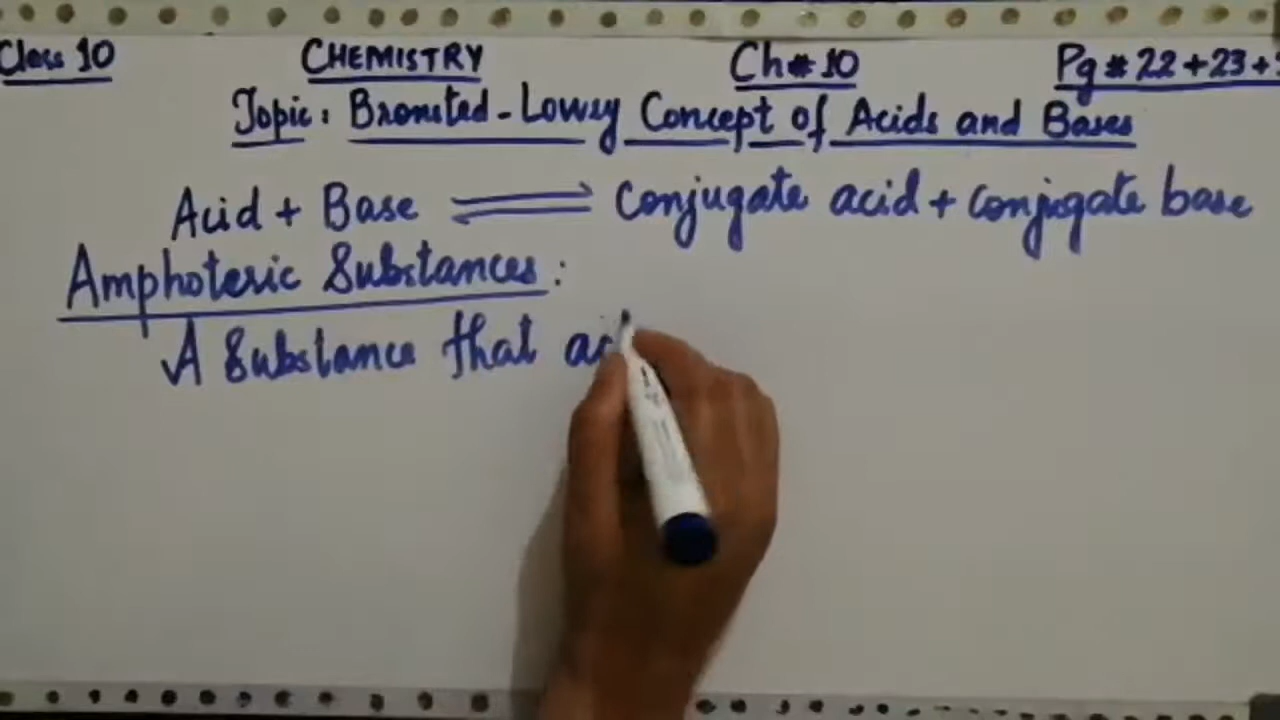 Class 10 CHEMISTRY Ch# 10 Pg # 22+23+
Topic: Bronsted-Lowry Concept of Acids and Bases
Acid + Base ⇌ Conjugate acid + conjugate base
Amphoteric Substances:
A Substance that ac